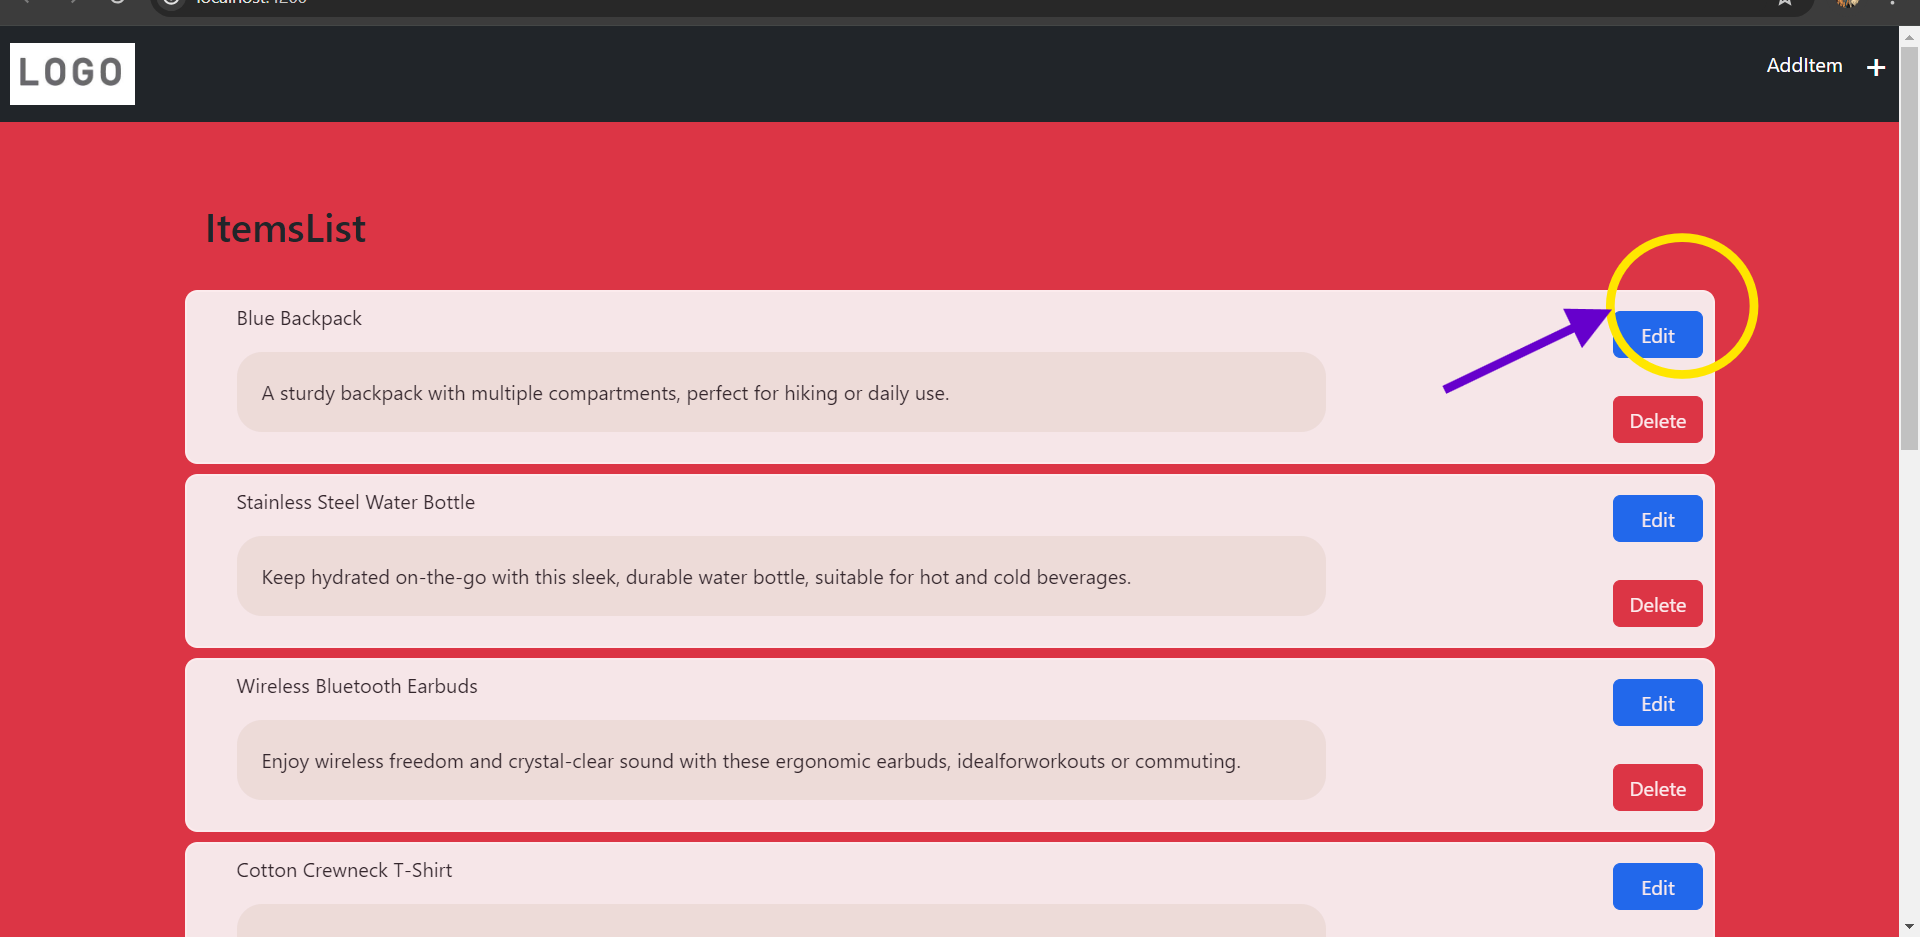 LOGO
AddItem +
ItemsList
Blue Backpack
Edit
A sturdy backpack with multiple compartments, perfect for hiking or daily use.
Delete
Stainless Steel Water Bottle
Edit
Keep hydrated on-the-go with this sleek, durable water bottle, suitable for hot and cold beverages.
Delete
Wireless Bluetooth Earbuds
Edit
Enjoy wireless freedom and crystal-clear sound with these ergonomic earbuds, idealforworkouts or commuting.
Delete
Cotton Crewneck T-Shirt
Edit